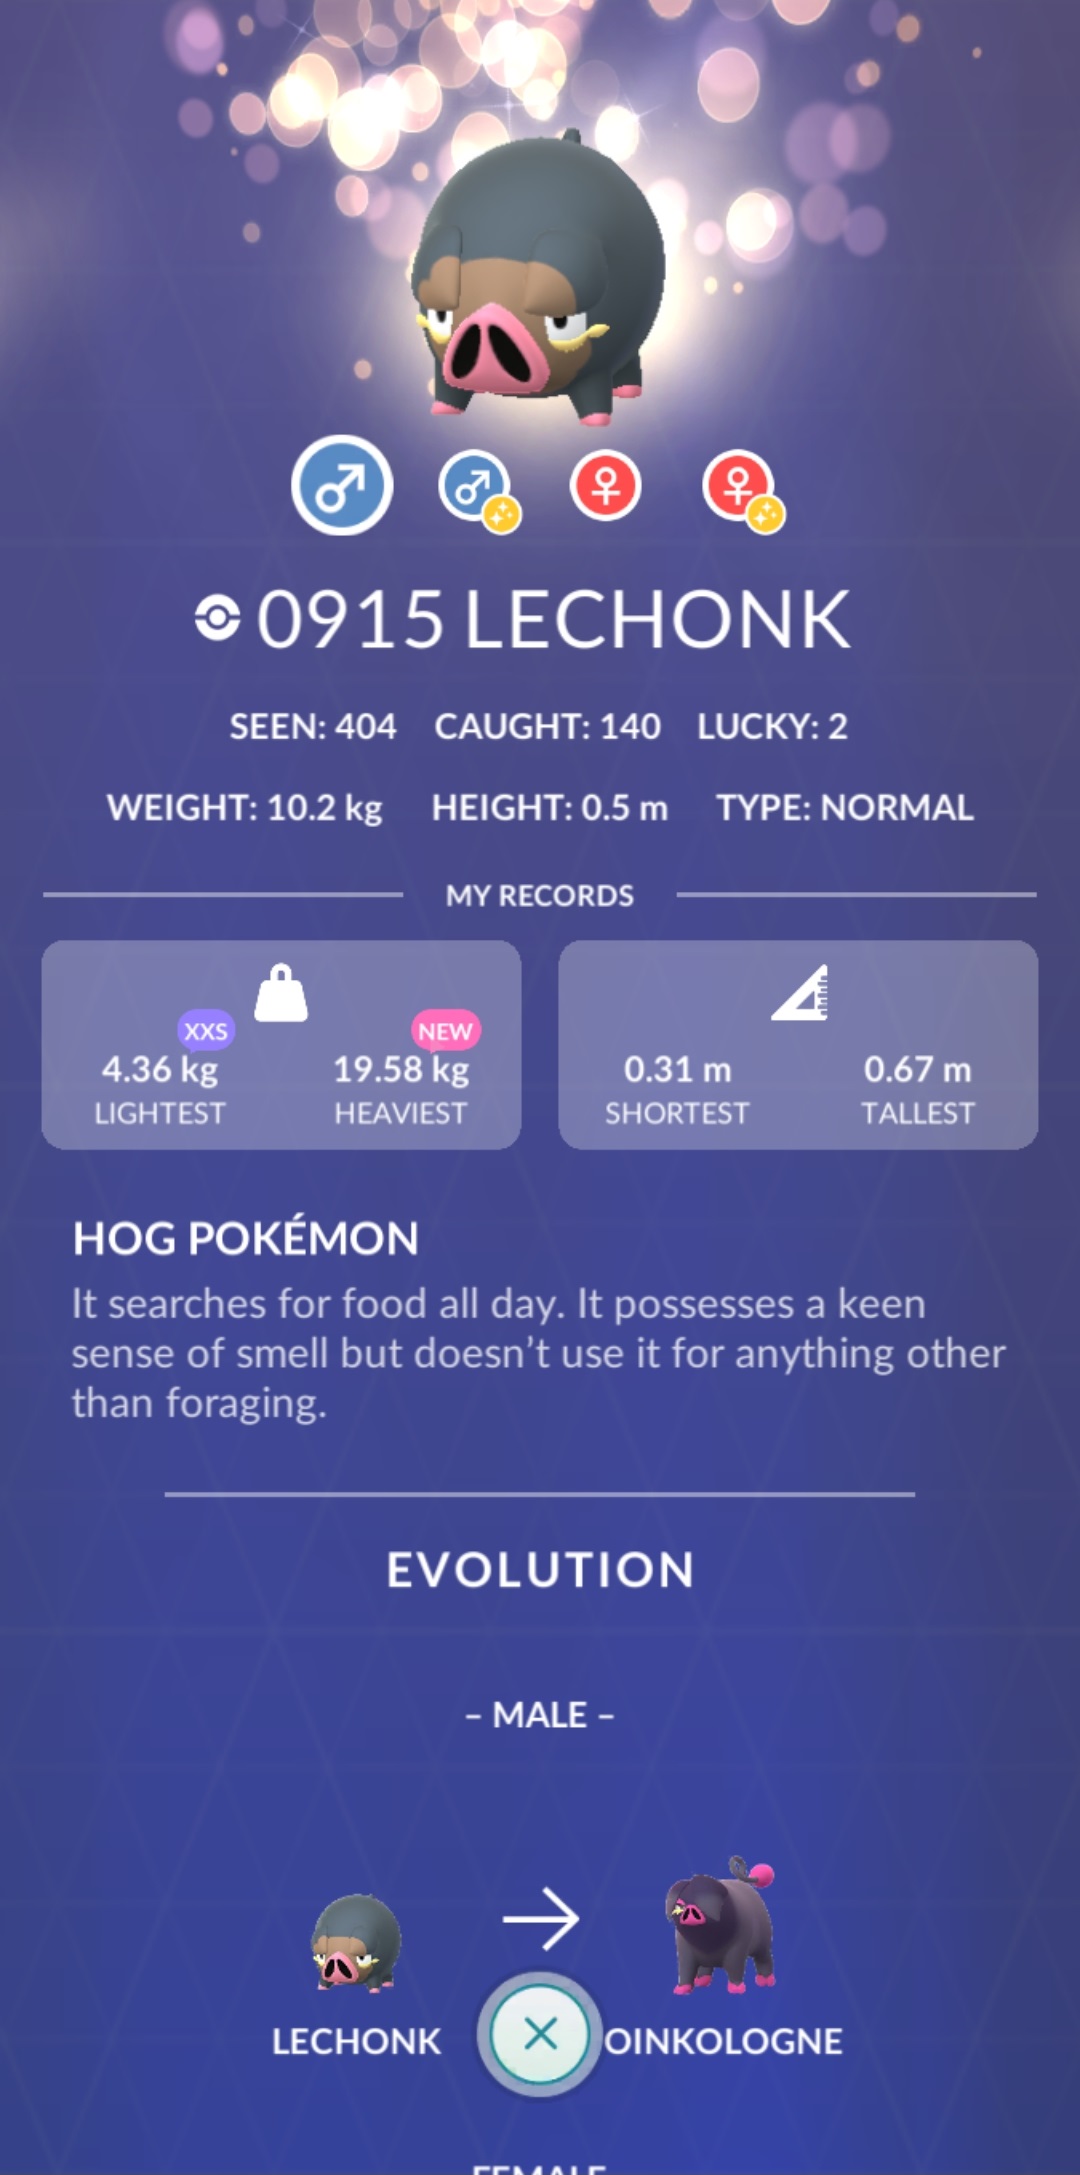 0915 LECHONK
SEEN: 404 CAUGHT: 140 LUCKY: 2
WEIGHT: 10.2 kg HEIGHT: 0.5 m TYPE: NORMAL
MY RECORDS
XXS NEW
4.36 kg 19.58 kg 0.31 m 0.67 m
LIGHTEST HEAVIEST SHORTEST TALLEST
HOG POKÉMON
It searches for food all day. It possesses a keen
sense of smell but doesn’t use it for anything other
than foraging.
EVOLUTION
– MALE –
LECHONK OINKOLOGNE
FEMALE